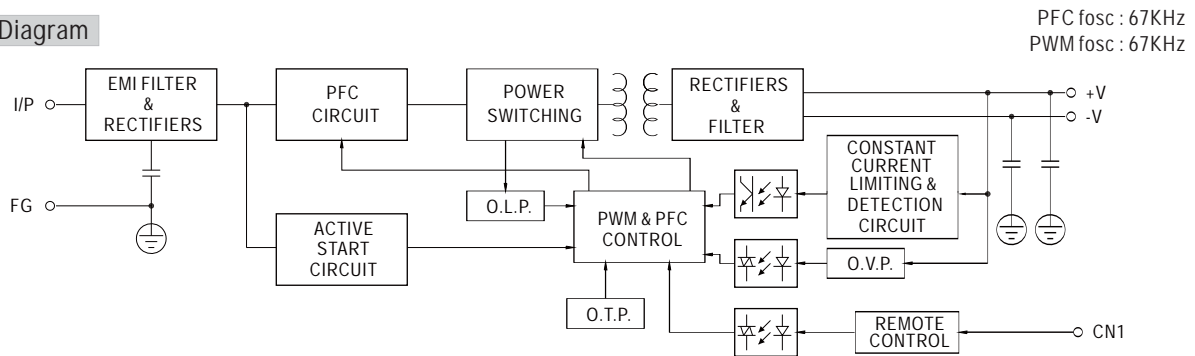 Diagram
PFC fosc : 67KHz
PWM fosc : 67KHz
I/P
EMI FILTER
&
RECTIFIERS
PFC
CIRCUIT
POWER
SWITCHING
RECTIFIERS
&
FILTER
+V
-V
FG
ACTIVE
START
CIRCUIT
O.L.P.
PWM & PFC
CONTROL
CONSTANT
CURRENT
LIMITING &
DETECTION
CIRCUIT
O.V.P.
O.T.P.
REMOTE
CONTROL
CN1